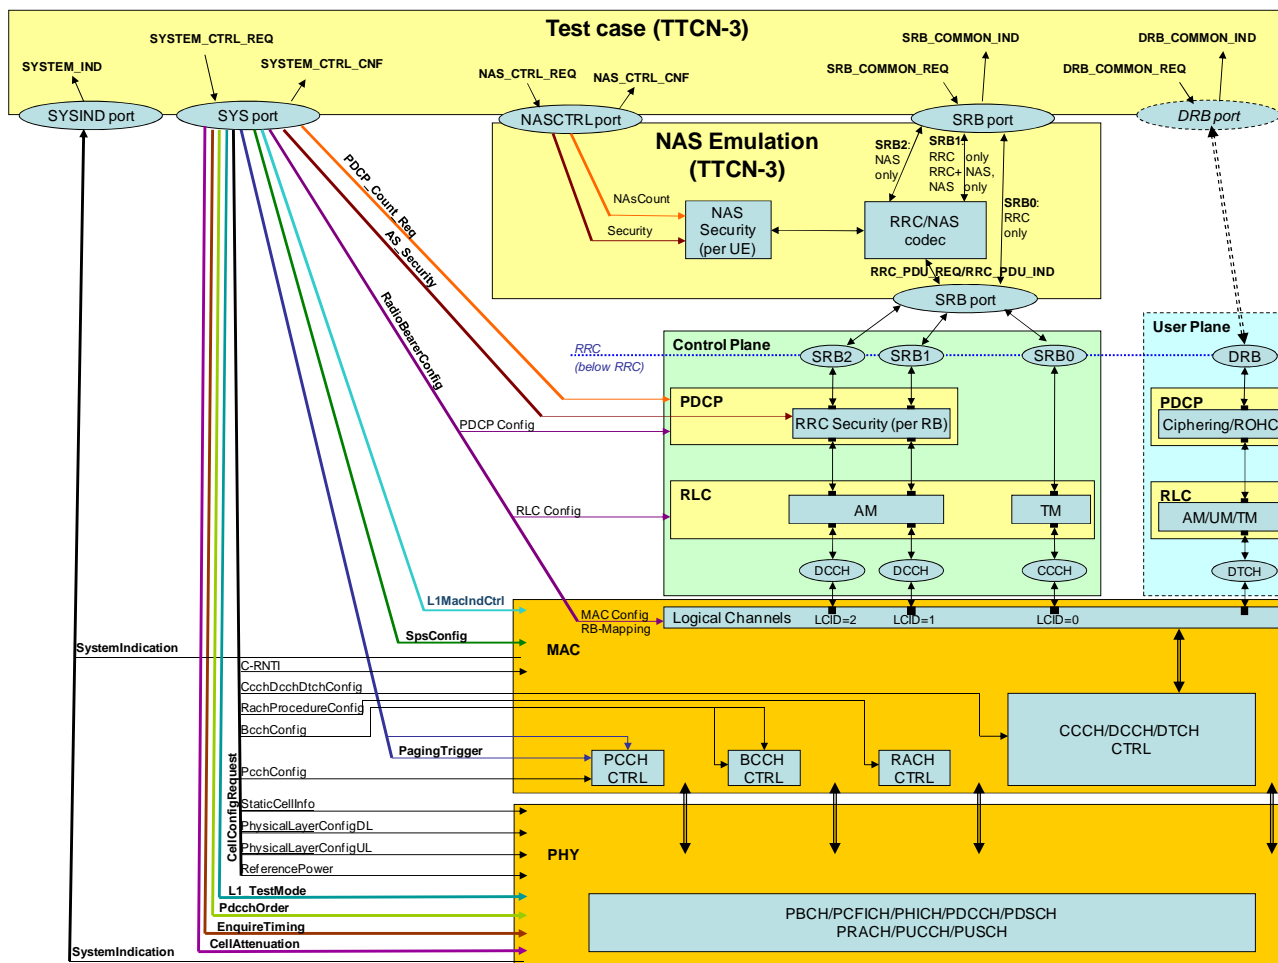 Test case (TTCN-3)
SYSTEM_CTRL_REQ
SYSTEM_IND
SYSTEM_CTRL_CNF
NAS_CTRL_REQ
NAS_CTRL_CNF
SRB_COMMON_IND
SRB_COMMON_REQ
DRB_COMMON_IND
DRB_COMMON_REQ
SYSIND port
SYS port
NASCTRL port
SRB port
DRB port
NAS Emulation
(TTCN-3)
SRB2:
NAS
only
SRB1:
RRC only
RRC+ NAS,
NAS only
SRB0:
RRC
only
PDCP_Count_Req
AS_Security
NAsCount
Security
NAS
Security
(per UE)
RRC/NAS
codec
RRC_PDU_REQ/RRC_PDU_IND
SRB port
RadioBearerConfig
RRC
(below RRC)
Control Plane
User Plane
SRB2
SRB1
SRB0
DRB
PDCP
RRC Security (per RB)
PDCP
Ciphering/ROHC
PDCP Config
RLC
AM
TM
RLC
AM/UM/TM
RLC Config
DCCH
DCCH
CCCH
DTCH
L1MacIndCtrl
MAC Config
RB-Mapping
Logical Channels
LCID=2
LCID=1
LCID=0
SpsConfig
MAC
SystemIndication
C-RNTI
CcchDcchDtchConfig
RachProcedureConfig
BcchConfig
PagingTrigger
PcchConfig
PCCH
CTRL
BCCH
CTRL
RACH
CTRL
CCCH/DCCH/DTCH
CTRL
CellConfigRequest
StaticCellInfo
PhysicalLayerConfigDL
PhysicalLayerConfigUL
ReferencePower
PHY
L1_TestMode
PdcchOrder
EnquireTiming
CellAttenuation
SystemIndication
PBCH/PCFICH/PHICH/PDCCH/PDSCH
PRACH/PUCCH/PUSCH